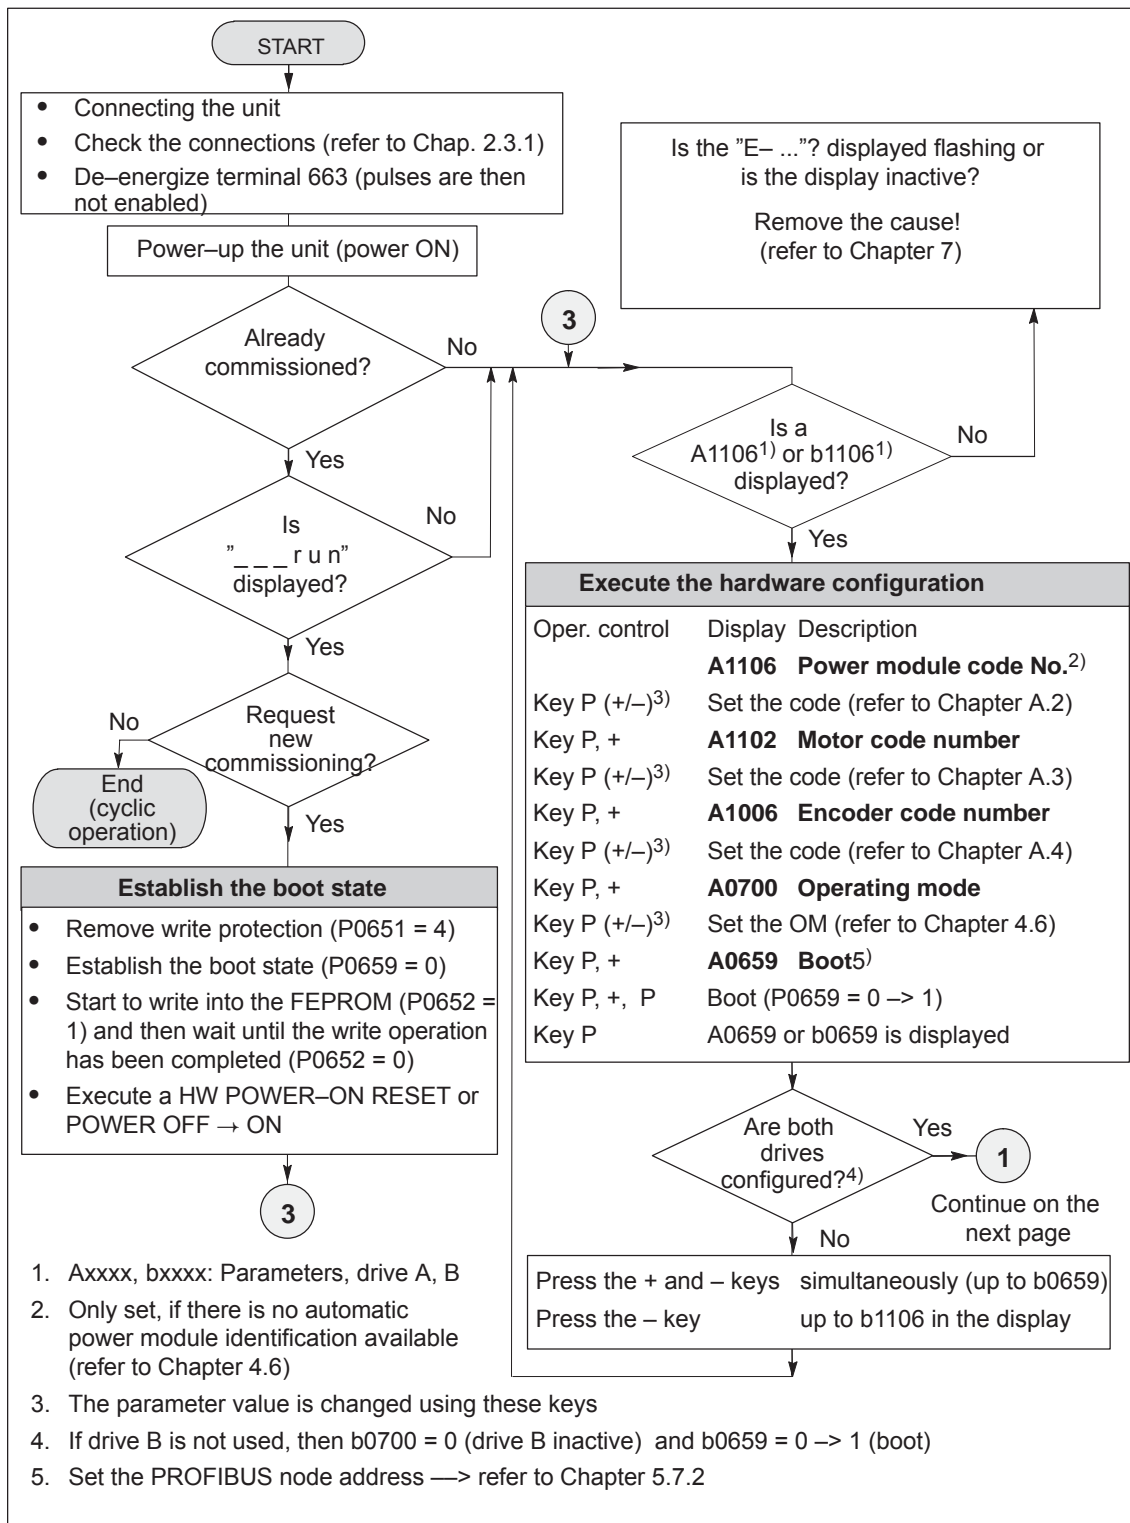 START
• Connecting the unit
• Check the connections (refer to Chap. 2.3.1)
• De–energize terminal 663 (pulses are then
not enabled)
Power–up the unit (power ON)
Is the ”E– ...”? displayed flashing or
is the display inactive?
Remove the cause!
(refer to Chapter 7)
Already
commissioned?
No
3
Yes
Is a
A11061) or b11061)
displayed?
No
Yes
Is
”_ _ _ r u n”
displayed?
No
Yes
Request
new
commissioning?
No
End
(cyclic
operation)
Yes
Establish the boot state
• Remove write protection (P0651 = 4)
• Establish the boot state (P0659 = 0)
• Start to write into the FEPROM (P0652 =
1) and then wait until the write operation
has been completed (P0652 = 0)
• Execute a HW POWER–ON RESET or
POWER OFF → ON
3
Execute the hardware configuration
Oper. control Display Description
A1106 Power module code No.2)
Key P (+/–)3) Set the code (refer to Chapter A.2)
Key P, + A1102 Motor code number
Key P (+/–)3) Set the code (refer to Chapter A.3)
Key P, + A1006 Encoder code number
Key P (+/–)3) Set the code (refer to Chapter A.4)
Key P, + A0700 Operating mode
Key P (+/–)3) Set the OM (refer to Chapter 4.6)
Key P, + A0659 Boot5)
Key P, +, P Boot (P0659 = 0 –> 1)
Key P A0659 or b0659 is displayed
Are both
drives
configured?4)
Yes
1
Continue on the
next page
No
Press the + and – keys simultaneously (up to b0659)
Press the – key up to b1106 in the display
1. Axxxx, bxxxx: Parameters, drive A, B
2. Only set, if there is no automatic
power module identification available
(refer to Chapter 4.6)
3. The parameter value is changed using these keys
4. If drive B is not used, then b0700 = 0 (drive B inactive) and b0659 = 0 –> 1 (boot)
5. Set the PROFIBUS node address ––> refer to Chapter 5.7.2